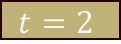 t = 2